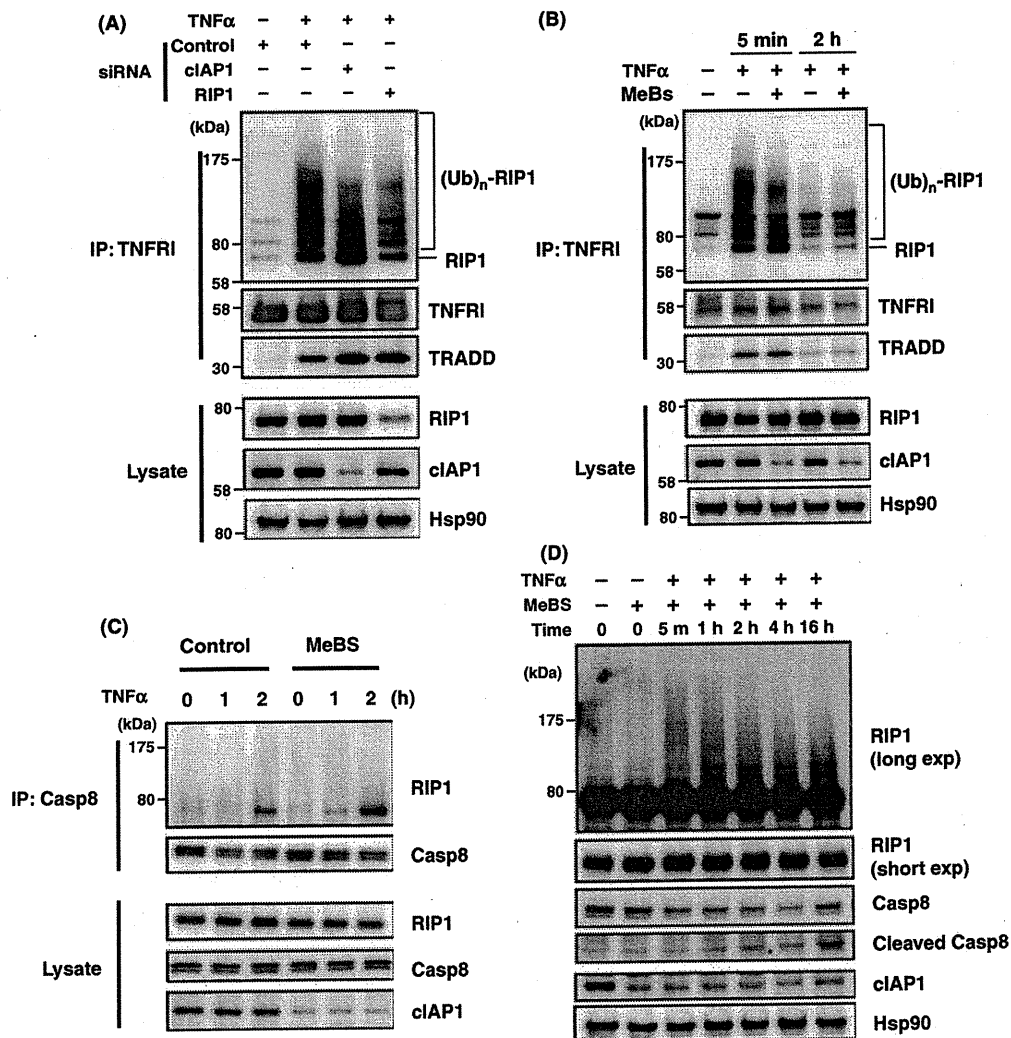 (A)
TNFα – + + +
Control + + – –
siRNA cIAP1 – – + –
RIP1 – – – +
(kDa)
175
80
58
(Ub)n-RIP1
RIP1
IP: TNFRI
58
TNFRI
30
TRADD
80
RIP1
Lysate
58
cIAP1
80
Hsp90
(B)
5 min 2 h
TNFα – + + + +
MeBs – – + – +
(kDa)
175
80
58
(Ub)n-RIP1
RIP1
IP: TNFRI
58
TNFRI
30
TRADD
80
RIP1
Lysate
58
cIAP1
80
Hsp90
(C)
Control MeBS
TNFα 0 1 2 0 1 2 (h)
(kDa)
175
80
RIP1
IP: Casp8
Casp8
RIP1
Lysate
Casp8
cIAP1
(D)
TNFα – – + + + + +
MeBS – + + + + + +
Time 0 0 5 m 1 h 2 h 4 h 16 h
(kDa)
175
80
RIP1
(long exp)
RIP1
(short exp)
Casp8
Cleaved Casp8
cIAP1
Hsp90